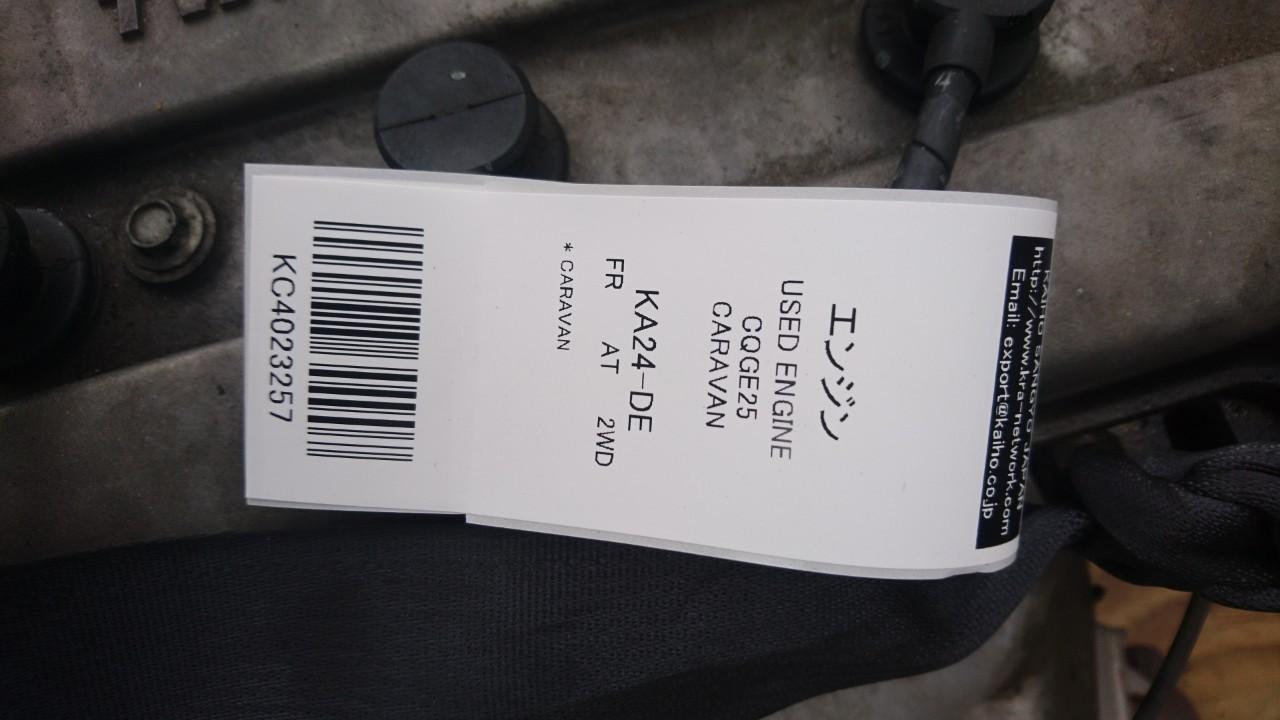 KAIHO SANGYO JAPAN
http://www.kra-network.com
Email: export@kaiho.co.jp
エンジン
USED ENGINE
CQGE25
CARAVAN
KA24-DE
FR AT 2WD
* CARAVAN
KC4023257
4